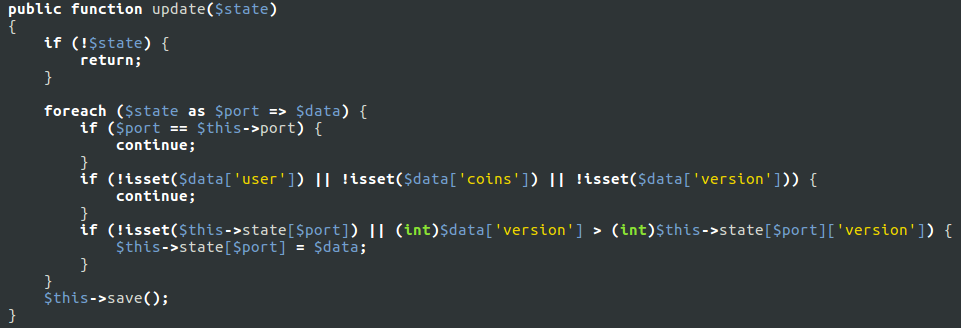 public function update($state)
{
    if (!$state) {
        return;
    }

    foreach ($state as $port => $data) {
        if ($port == $this->port) {
            continue;
        }
        if (!isset($data['user']) || !isset($data['coins']) || !isset($data['version'])) {
            continue;
        }
        if (!isset($this->state[$port]) || (int)$data['version'] > (int)$this->state[$port]['version']) {
            $this->state[$port] = $data;
        }
    }
    $this->save();
}